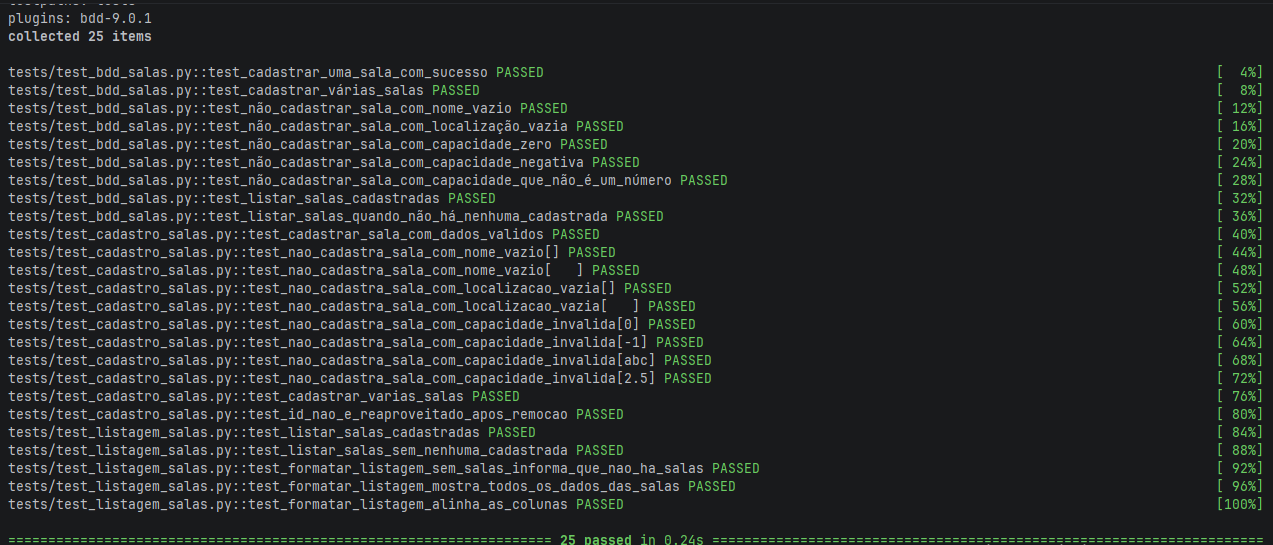 plugins: bdd-9.0.1
collected 25 items
tests/test_bdd_salas.py::test_cadastrar_uma_sala_com_sucesso PASSED [  4%]
tests/test_bdd_salas.py::test_cadastrar_várias_salas PASSED [  8%]
tests/test_bdd_salas.py::test_não_cadastrar_sala_com_nome_vazio PASSED [ 12%]
tests/test_bdd_salas.py::test_não_cadastrar_sala_com_localização_vazia PASSED [ 16%]
tests/test_bdd_salas.py::test_não_cadastrar_sala_com_capacidade_zero PASSED [ 20%]
tests/test_bdd_salas.py::test_não_cadastrar_sala_com_capacidade_negativa PASSED [ 24%]
tests/test_bdd_salas.py::test_não_cadastrar_sala_com_capacidade_que_não_é_um_número PASSED [ 28%]
tests/test_bdd_salas.py::test_listar_salas_cadastradas PASSED [ 32%]
tests/test_bdd_salas.py::test_listar_salas_quando_não_há_nenhuma_cadastrada PASSED [ 36%]
tests/test_cadastro_salas.py::test_cadastrar_sala_com_dados_validos PASSED [ 40%]
tests/test_cadastro_salas.py::test_nao_cadastra_sala_com_nome_vazio[] PASSED [ 44%]
tests/test_cadastro_salas.py::test_nao_cadastra_sala_com_nome_vazio[   ] PASSED [ 48%]
tests/test_cadastro_salas.py::test_nao_cadastra_sala_com_localizacao_vazia[] PASSED [ 52%]
tests/test_cadastro_salas.py::test_nao_cadastra_sala_com_localizacao_vazia[   ] PASSED [ 56%]
tests/test_cadastro_salas.py::test_nao_cadastra_sala_com_capacidade_invalida[0] PASSED [ 60%]
tests/test_cadastro_salas.py::test_nao_cadastra_sala_com_capacidade_invalida[-1] PASSED [ 64%]
tests/test_cadastro_salas.py::test_nao_cadastra_sala_com_capacidade_invalida[abc] PASSED [ 68%]
tests/test_cadastro_salas.py::test_nao_cadastra_sala_com_capacidade_invalida[2.5] PASSED [ 72%]
tests/test_cadastro_salas.py::test_cadastrar_varias_salas PASSED [ 76%]
tests/test_cadastro_salas.py::test_id_nao_e_reaproveitado_apos_remocao PASSED [ 80%]
tests/test_listagem_salas.py::test_listar_salas_cadastradas PASSED [ 84%]
tests/test_listagem_salas.py::test_listar_salas_sem_nenhuma_cadastrada PASSED [ 88%]
tests/test_listagem_salas.py::test_formatar_listagem_sem_salas_informa_que_nao_ha_salas PASSED [ 92%]
tests/test_listagem_salas.py::test_formatar_listagem_mostra_todos_os_dados_das_salas PASSED [ 96%]
tests/test_listagem_salas.py::test_formatar_listagem_alinha_as_colunas PASSED [100%]
==================================================================== 25 passed in 0.24s =====================================================================